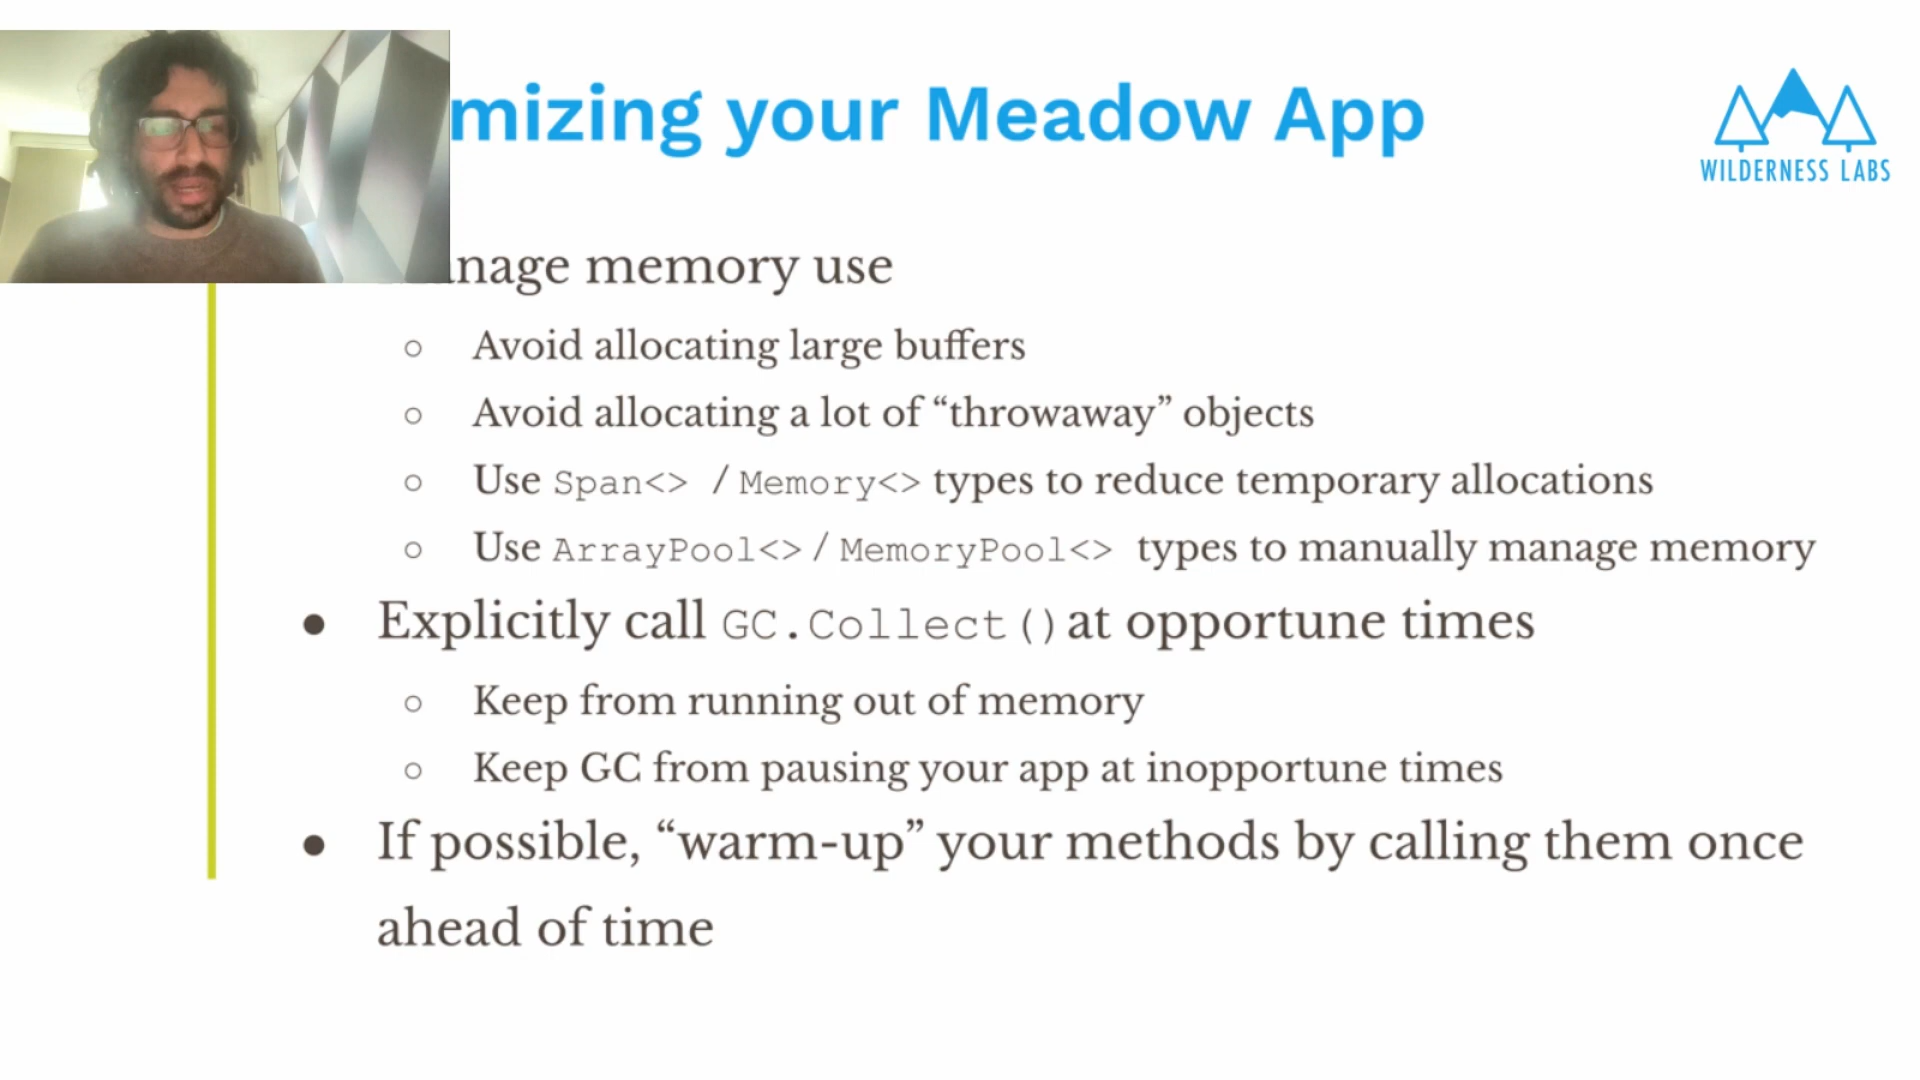 mizing your Meadow App
WILDERNESS LABS
nage memory use
○ Avoid allocating large buffers
○ Avoid allocating a lot of “throwaway” objects
○ Use Span<> / Memory<> types to reduce temporary allocations
○ Use ArrayPool<> / MemoryPool<> types to manually manage memory
● Explicitly call GC.Collect() at opportune times
○ Keep from running out of memory
○ Keep GC from pausing your app at inopportune times
● If possible, “warm-up” your methods by calling them once
ahead of time